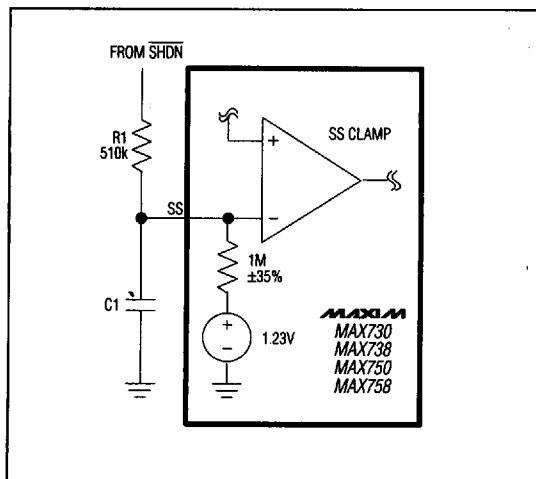 FROM SHDN
R1
510k
SS
C1
+
SS CLAMP
−
1M
±35%
+
−
1.23V
MAXIM
MAX730
MAX738
MAX750
MAX758